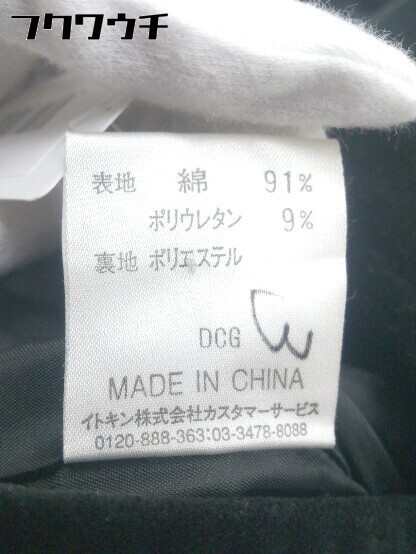 フクワウチ
表地 綿 91%
ポリウレタン 9%
裏地 ポリエステル
DCG
MADE IN CHINA
イトキン株式会社カスタマーサービス
0120-888-363:03-3478-8088